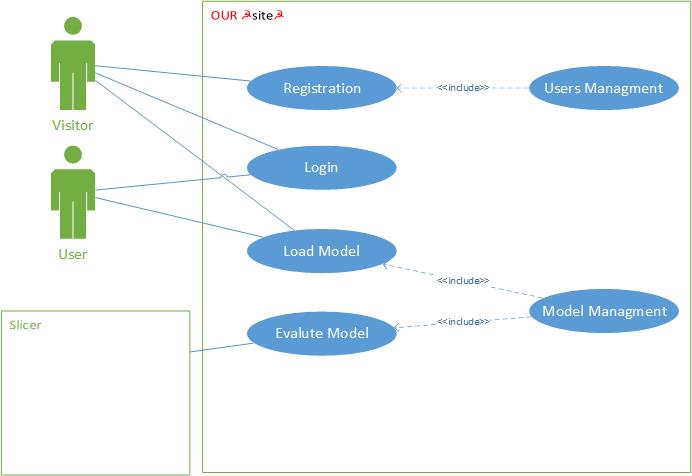 OUR ☭site☭
Visitor
Registration
<<include>>
Users Managment
Login
User
Load Model
<<include>>
Model Managment
Slicer
Evalute Model
<<include>>